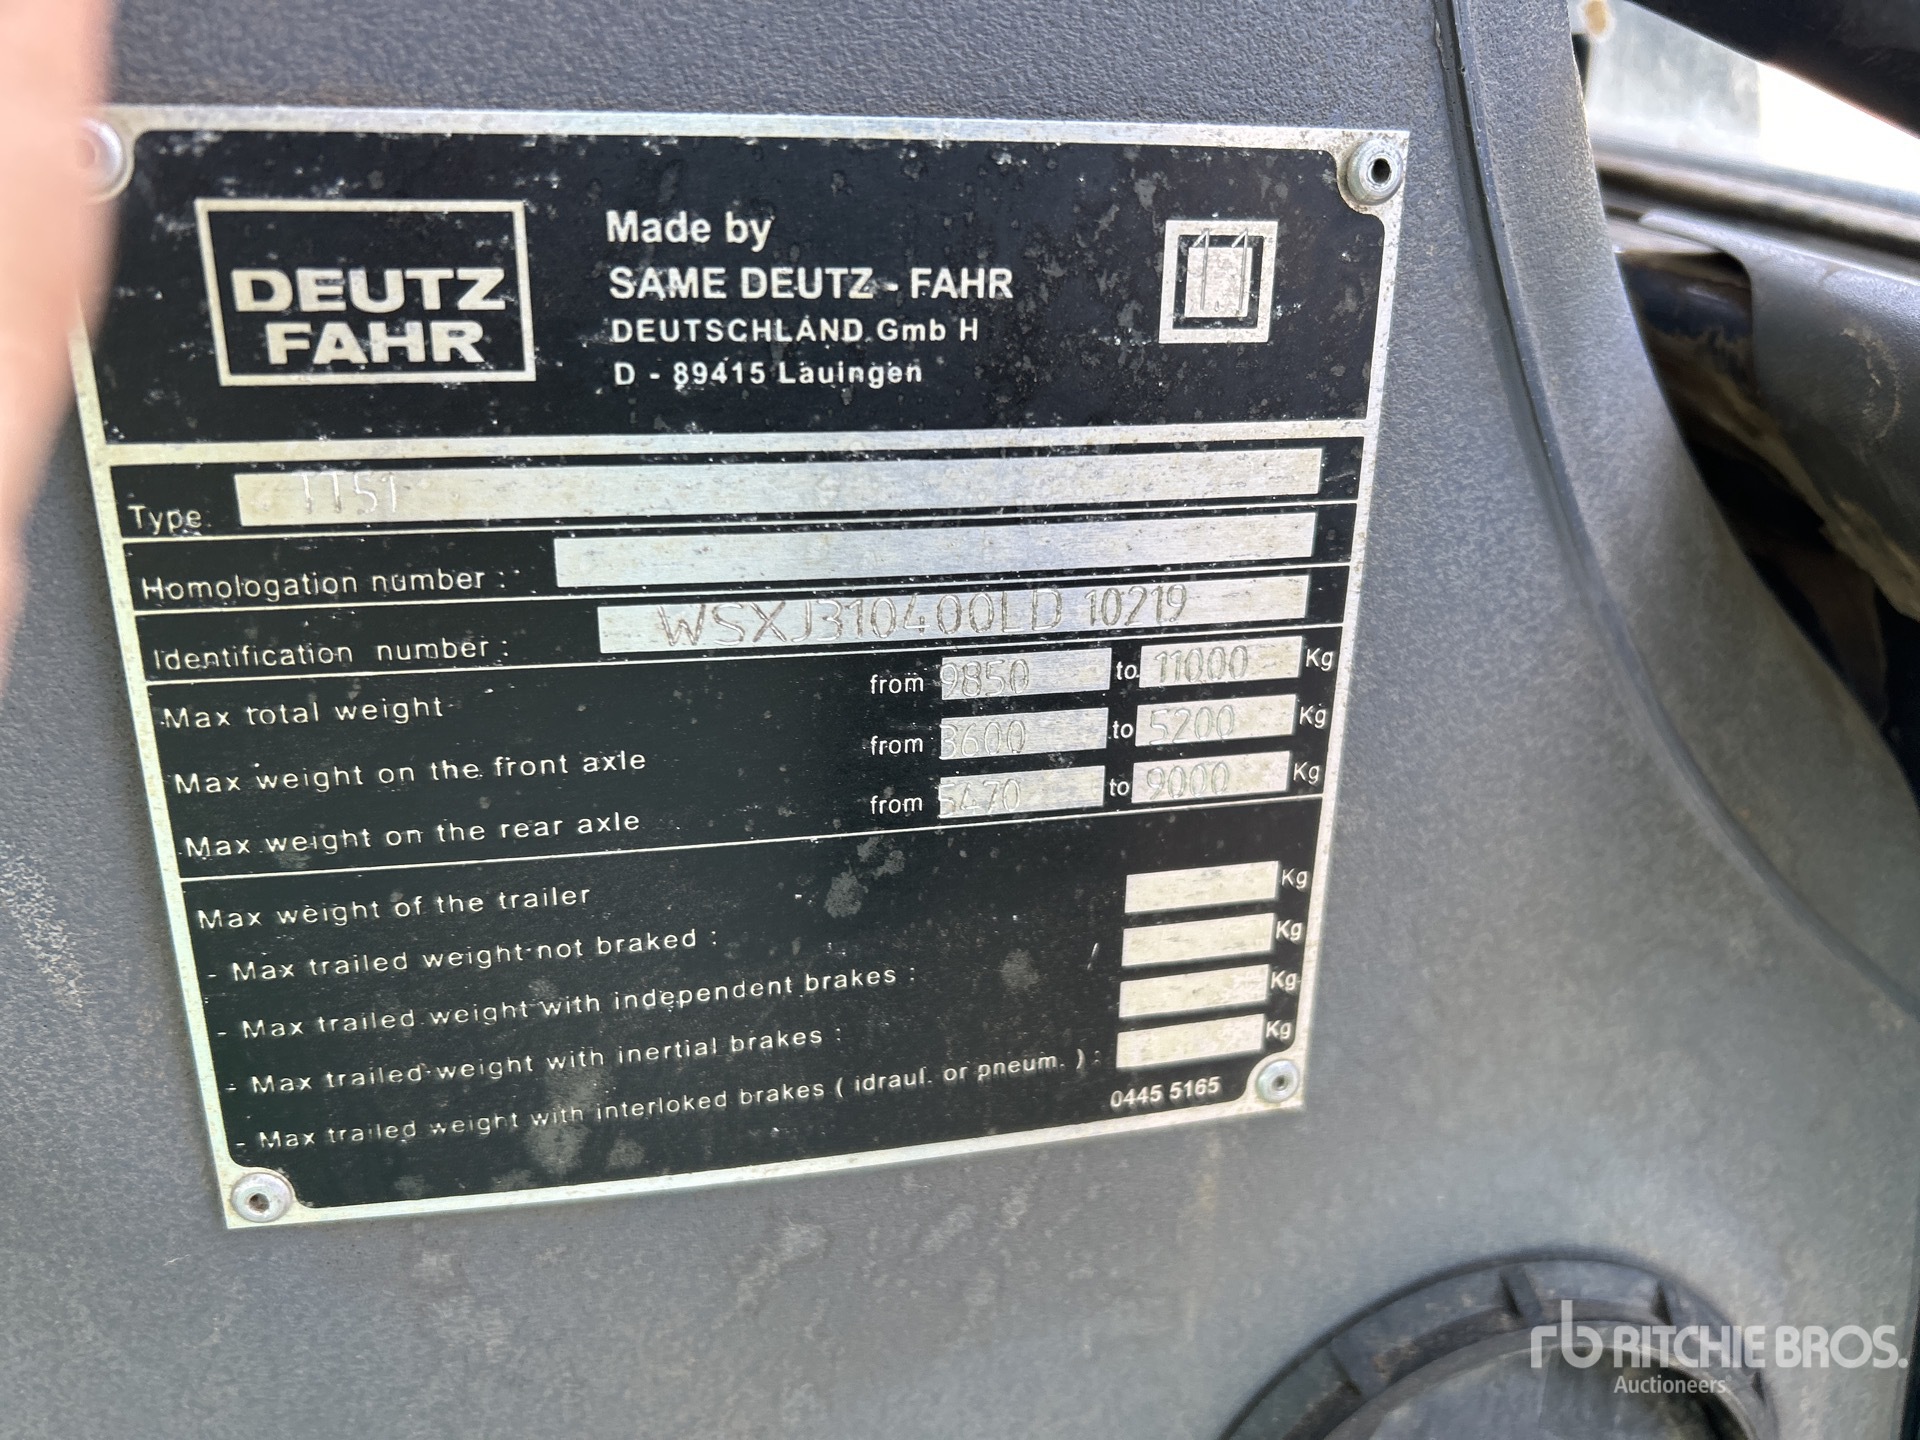 DEUTZ
FAHR
Made by
SAME DEUTZ - FAHR
DEUTSCHLAND GmbH
D - 89415 Lauingen
Type TT51
Homologation number :
Identification number : WSXJ310400LD10219
Max total weight from 9850 to 11000 Kg
Max weight on the front axle from 3600 to 5200 Kg
Max weight on the rear axle from 5470 to 9000 Kg
Max weight of the trailer
- Max trailed weight not braked : Kg
- Max trailed weight with independent brakes : Kg
- Max trailed weight with inertial brakes : Kg
- Max trailed weight with interloked brakes ( idraul. or pneum. ) : Kg
0445 5165
rb RITCHIE BROS.
Auctioneers